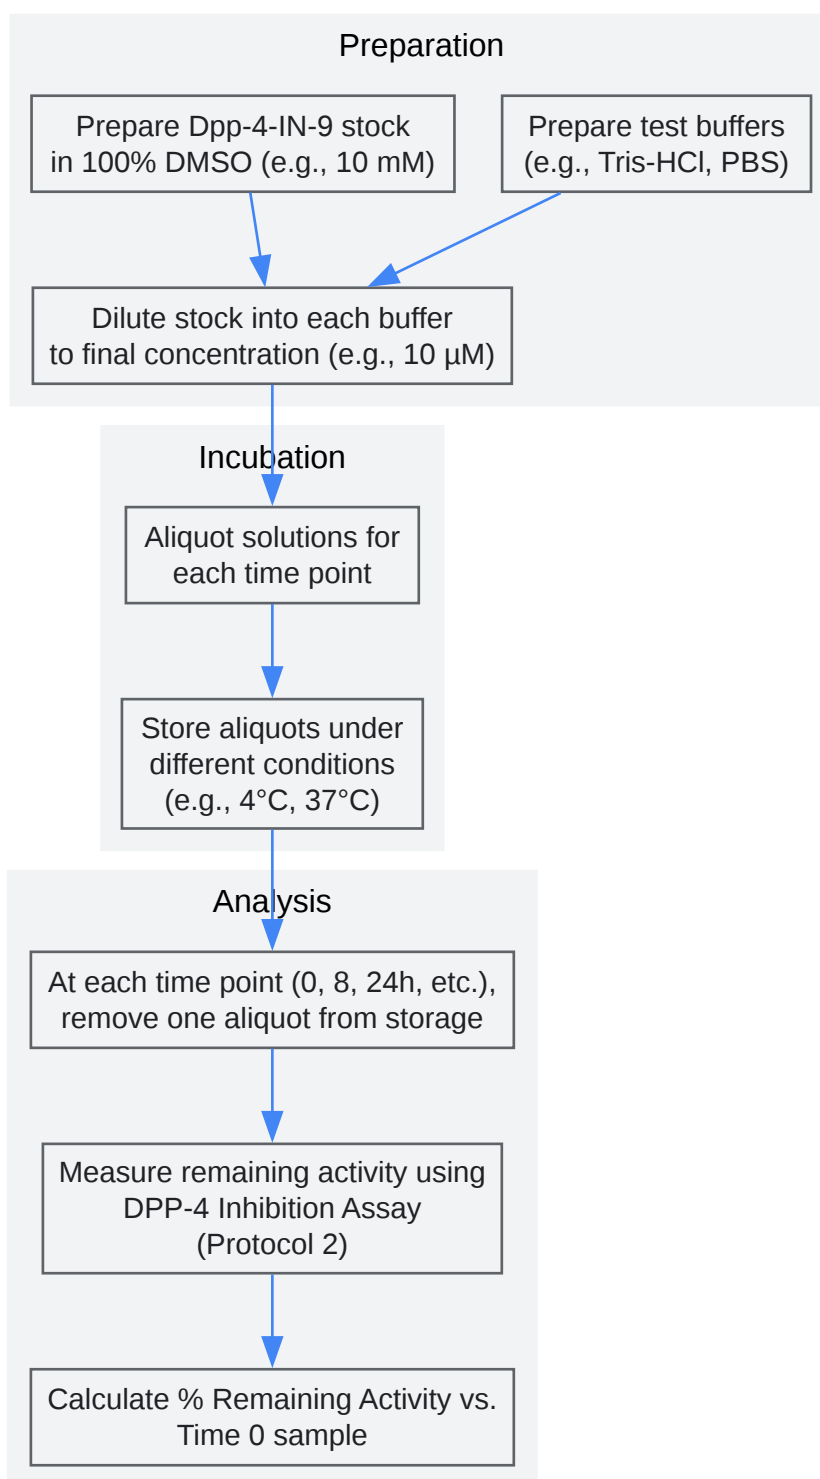 Preparation
Prepare Dpp-4-IN-9 stock
in 100% DMSO (e.g., 10 mM)
Prepare test buffers
(e.g., Tris-HCl, PBS)
Dilute stock into each buffer
to final concentration (e.g., 10 µM)
Incubation
Aliquot solutions for
each time point
Store aliquots under
different conditions
(e.g., 4°C, 37°C)
Analysis
At each time point (0, 8, 24h, etc.),
remove one aliquot from storage
Measure remaining activity using
DPP-4 Inhibition Assay
(Protocol 2)
Calculate % Remaining Activity vs.
Time 0 sample